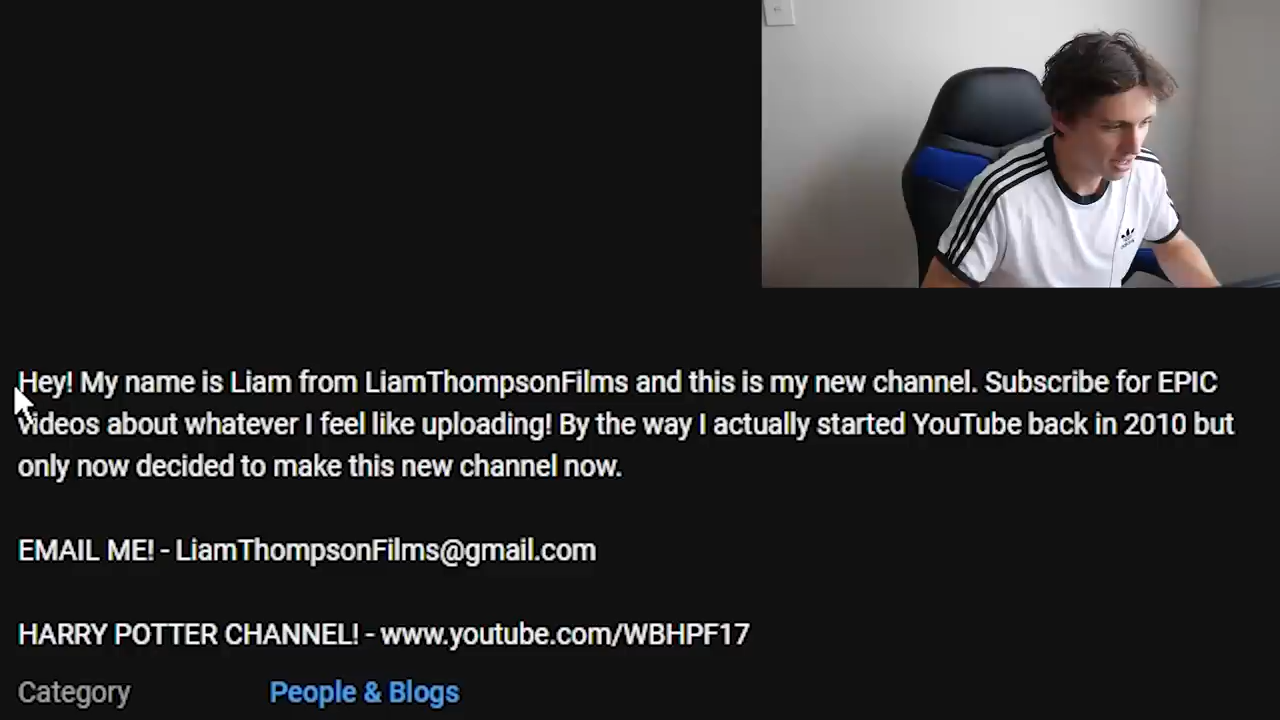 Hey! My name is Liam from LiamThompsonFilms and this is my new channel. Subscribe for EPIC
videos about whatever I feel like uploading! By the way I actually started YouTube back in 2010 but
only now decided to make this new channel now.
EMAIL ME! - LiamThompsonFilms@gmail.com
HARRY POTTER CHANNEL! - www.youtube.com/WBHPF17
Category People & Blogs